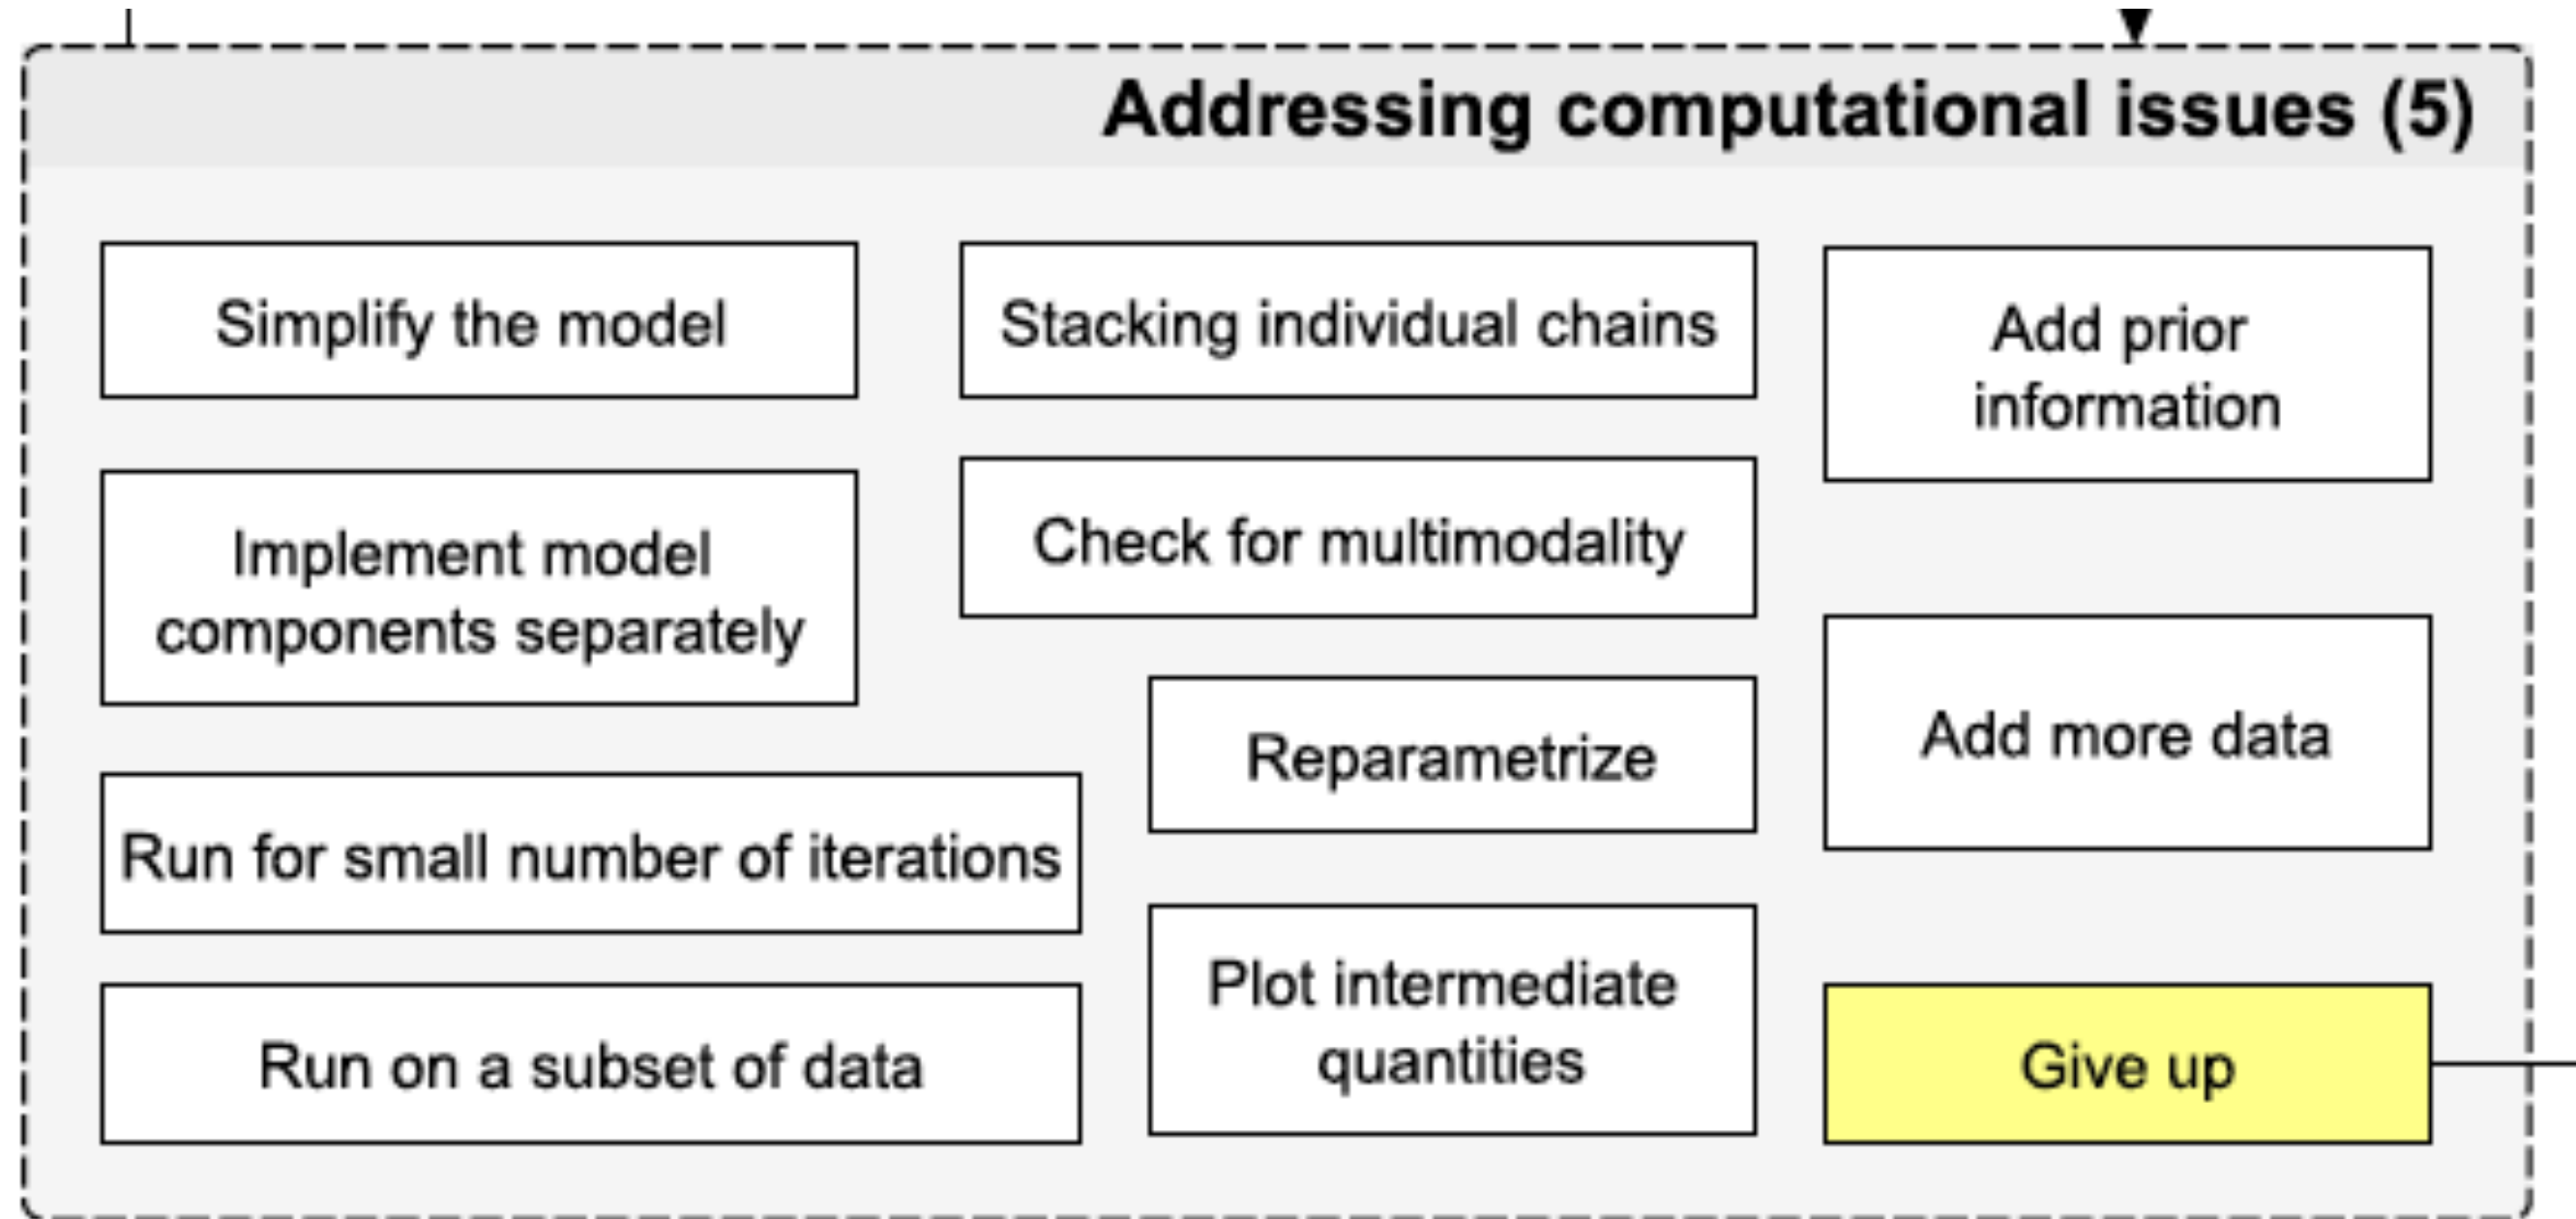 Addressing computational issues (5)
Simplify the model
Implement model
components separately
Run for small number of iterations
Run on a subset of data
Stacking individual chains
Check for multimodality
Reparametrize
Plot intermediate
quantities
Add prior
information
Add more data
Give up